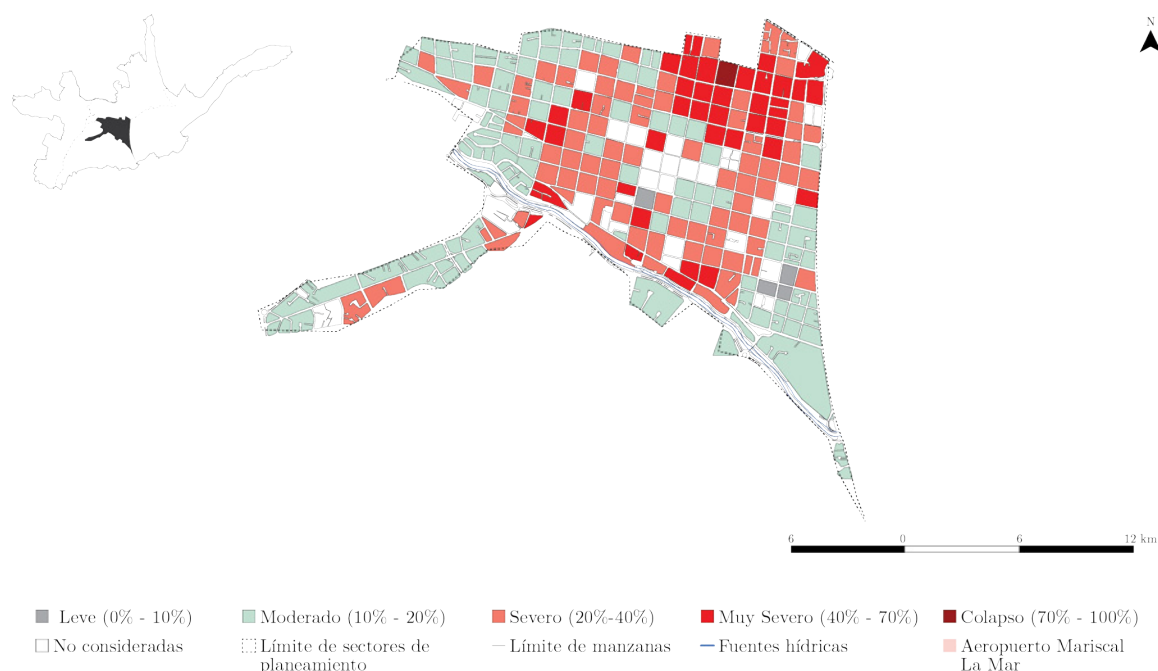 N
6 0 6 12 km
Leve (0% - 10%) Moderado (10% - 20%) Severo (20%-40%) Muy Severo (40% - 70%) Colapso (70% - 100%)
No consideradas Límite de sectores de Límite de manzanas Fuentes hídricas Aeropuerto Mariscal
planeamiento La Mar